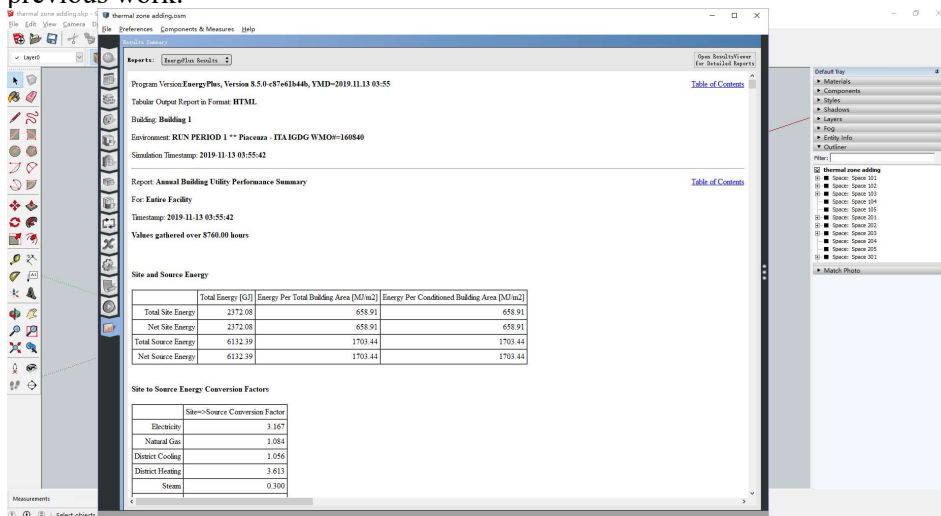 previous work.
thermal zone adding.skp - S
thermal zone adding.osm
File Edit View Camera D
File Preferences Components & Measures Help
Results Summary
Layer0
Reports: EnergyPlus Results
Open ResultsViewer
for Detailed Reports
Program Version:EnergyPlus, Version 8.5.0-c87e61b44b, YMD=2019.11.13 03:55
Table of Contents
Tabular Output Report in Format: HTML
Building: Building 1
Environment: RUN PERIOD 1 ** Piacenza - ITA IGDG WMO#=160840
Simulation Timestamp: 2019-11-13 03:55:42
Report: Annual Building Utility Performance Summary
Table of Contents
For: Entire Facility
Timestamp: 2019-11-13 03:55:42
Values gathered over 8760.00 hours
Site and Source Energy
Total Energy [GJ] Energy Per Total Building Area [MJ/m2] Energy Per Conditioned Building Area [MJ/m2]
Total Site Energy 2372.08 658.91 658.91
Net Site Energy 2372.08 658.91 658.91
Total Source Energy 6132.39 1703.44 1703.44
Net Source Energy 6132.39 1703.44 1703.44
Site to Source Energy Conversion Factors
Site=>Source Conversion Factor
Electricity 3.167
Natural Gas 1.084
District Cooling 1.056
District Heating 3.613
Steam 0.300
Default Tray
Materials
Components
Styles
Shadows
Layers
Fog
Entity Info
Outliner
Filter:
thermal zone adding
Space: Space 101
Space: Space 102
Space: Space 103
Space: Space 104
Space: Space 105
Space: Space 201
Space: Space 202
Space: Space 203
Space: Space 204
Space: Space 205
Space: Space 301
Match Photo
Measurements
Select objects